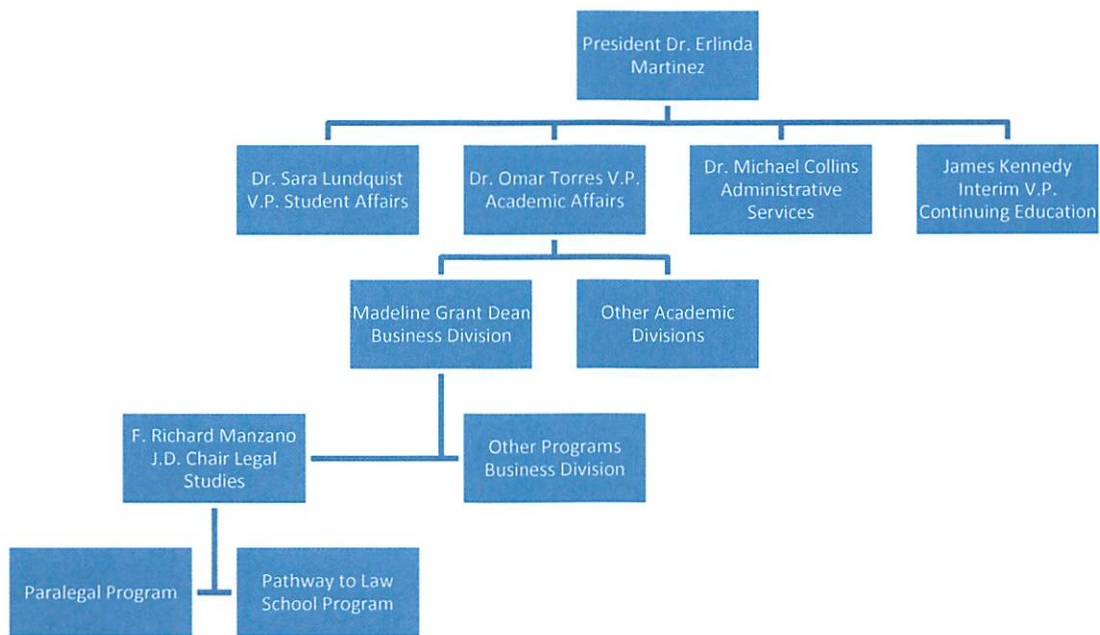 President Dr. Erlinda
Martinez
Dr. Sara Lundquist
V.P. Student Affairs
Dr. Omar Torres V.P.
Academic Affairs
Dr. Michael Collins
Administrative
Services
James Kennedy
Interim V.P.
Continuing Education
Madeline Grant Dean
Business Division
Other Academic
Divisions
F. Richard Manzano
J.D. Chair Legal
Studies
Other Programs
Business Division
Paralegal Program
Pathway to Law
School Program